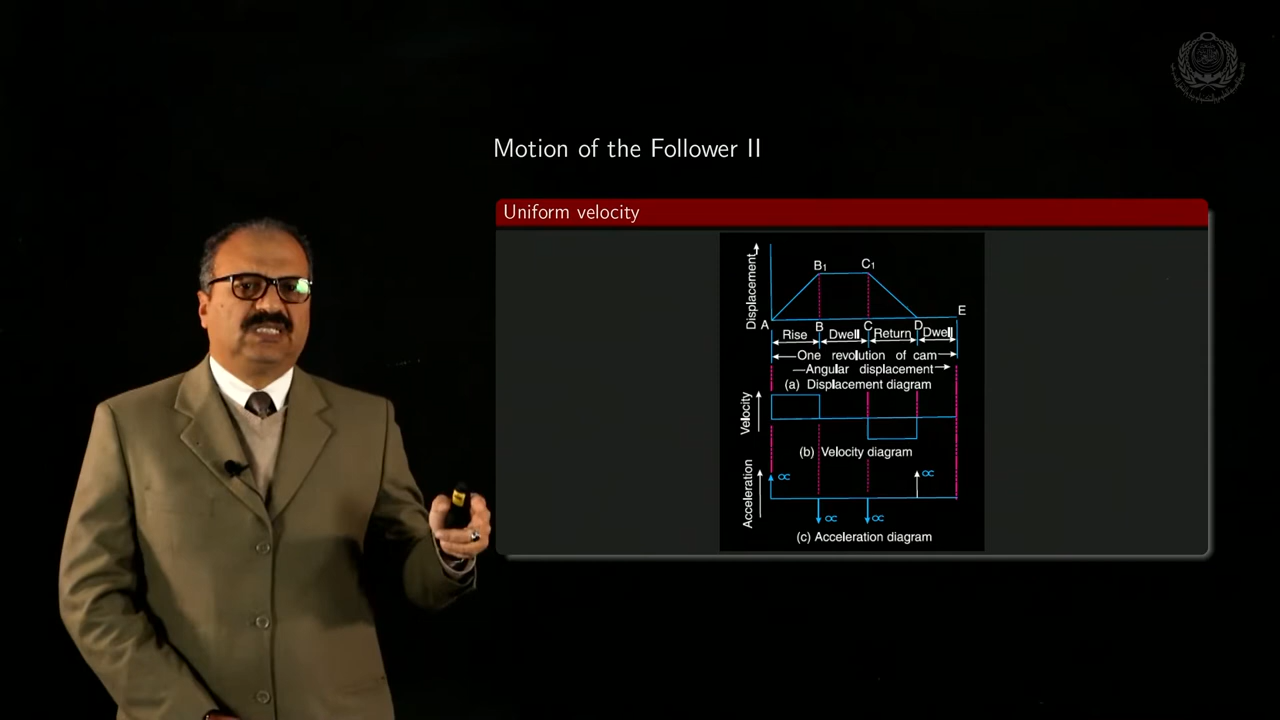 Motion of the Follower II
Uniform velocity
Displacement
B1 C1
A B C D E
Rise Dwell Return Dwell
One revolution of cam
Angular displacement
(a) Displacement diagram
Velocity
(b) Velocity diagram
Acceleration
∝ ∝
∝ ∝
(c) Acceleration diagram